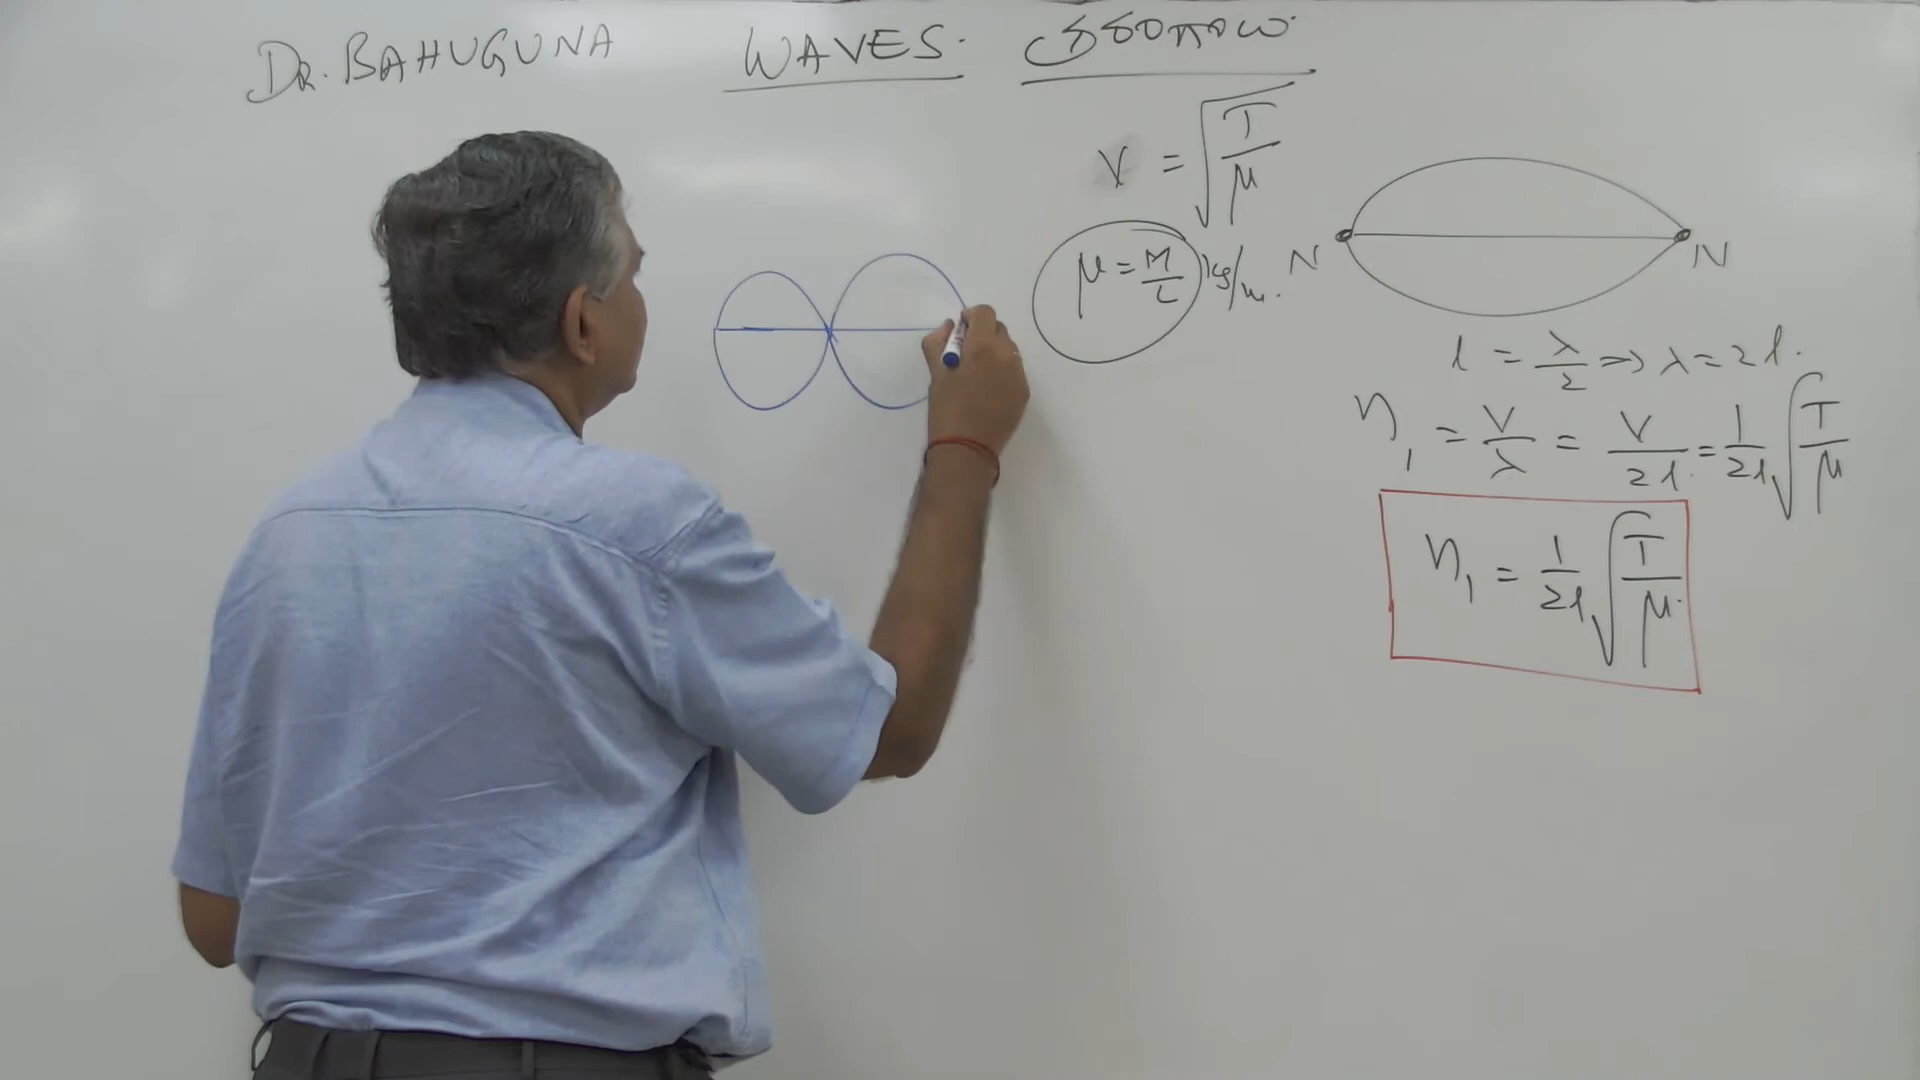 DR. BAHUGUNA WAVES.
V = √(T/μ)
μ = M/L kg/m.
N N
l = λ/2 => λ = 2l.
n₁ = V/λ = V/2l. = 1/2l √(T/μ)
n₁ = 1/2l √(T/μ.)